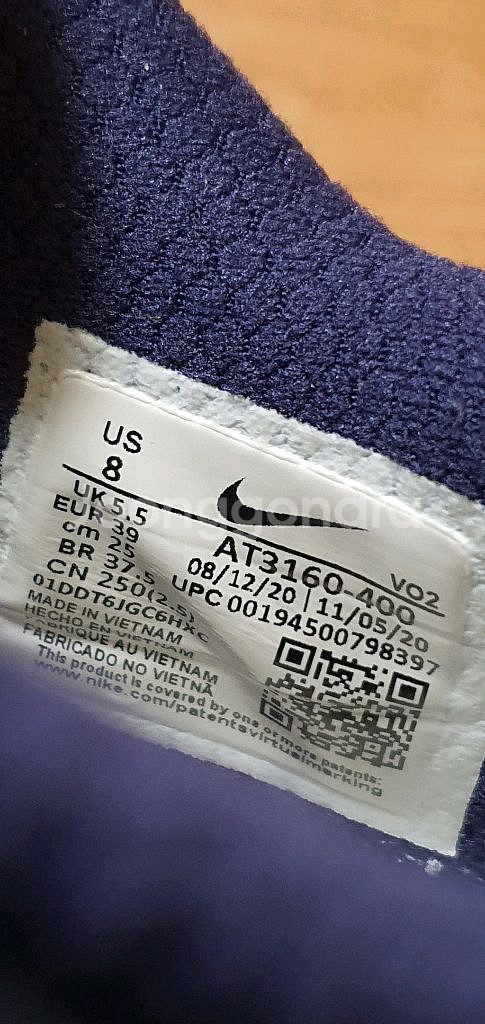 US
8
UK 5.5
EUR 39
cm 25
BR 37.5
CN 250(2.5)
AT3160-400 VO2
08/12/20 | 11/05/20
UPC 00194500798397
01DDT6JGC6HX
MADE IN VIETNAM
HECHO EN VIETNAM
FABRIQUE AU VIETNAM
FABRICADO NO VIETNÃ
This product is covered by one or more patents:
www.nike.com/patentsvirtualmarking